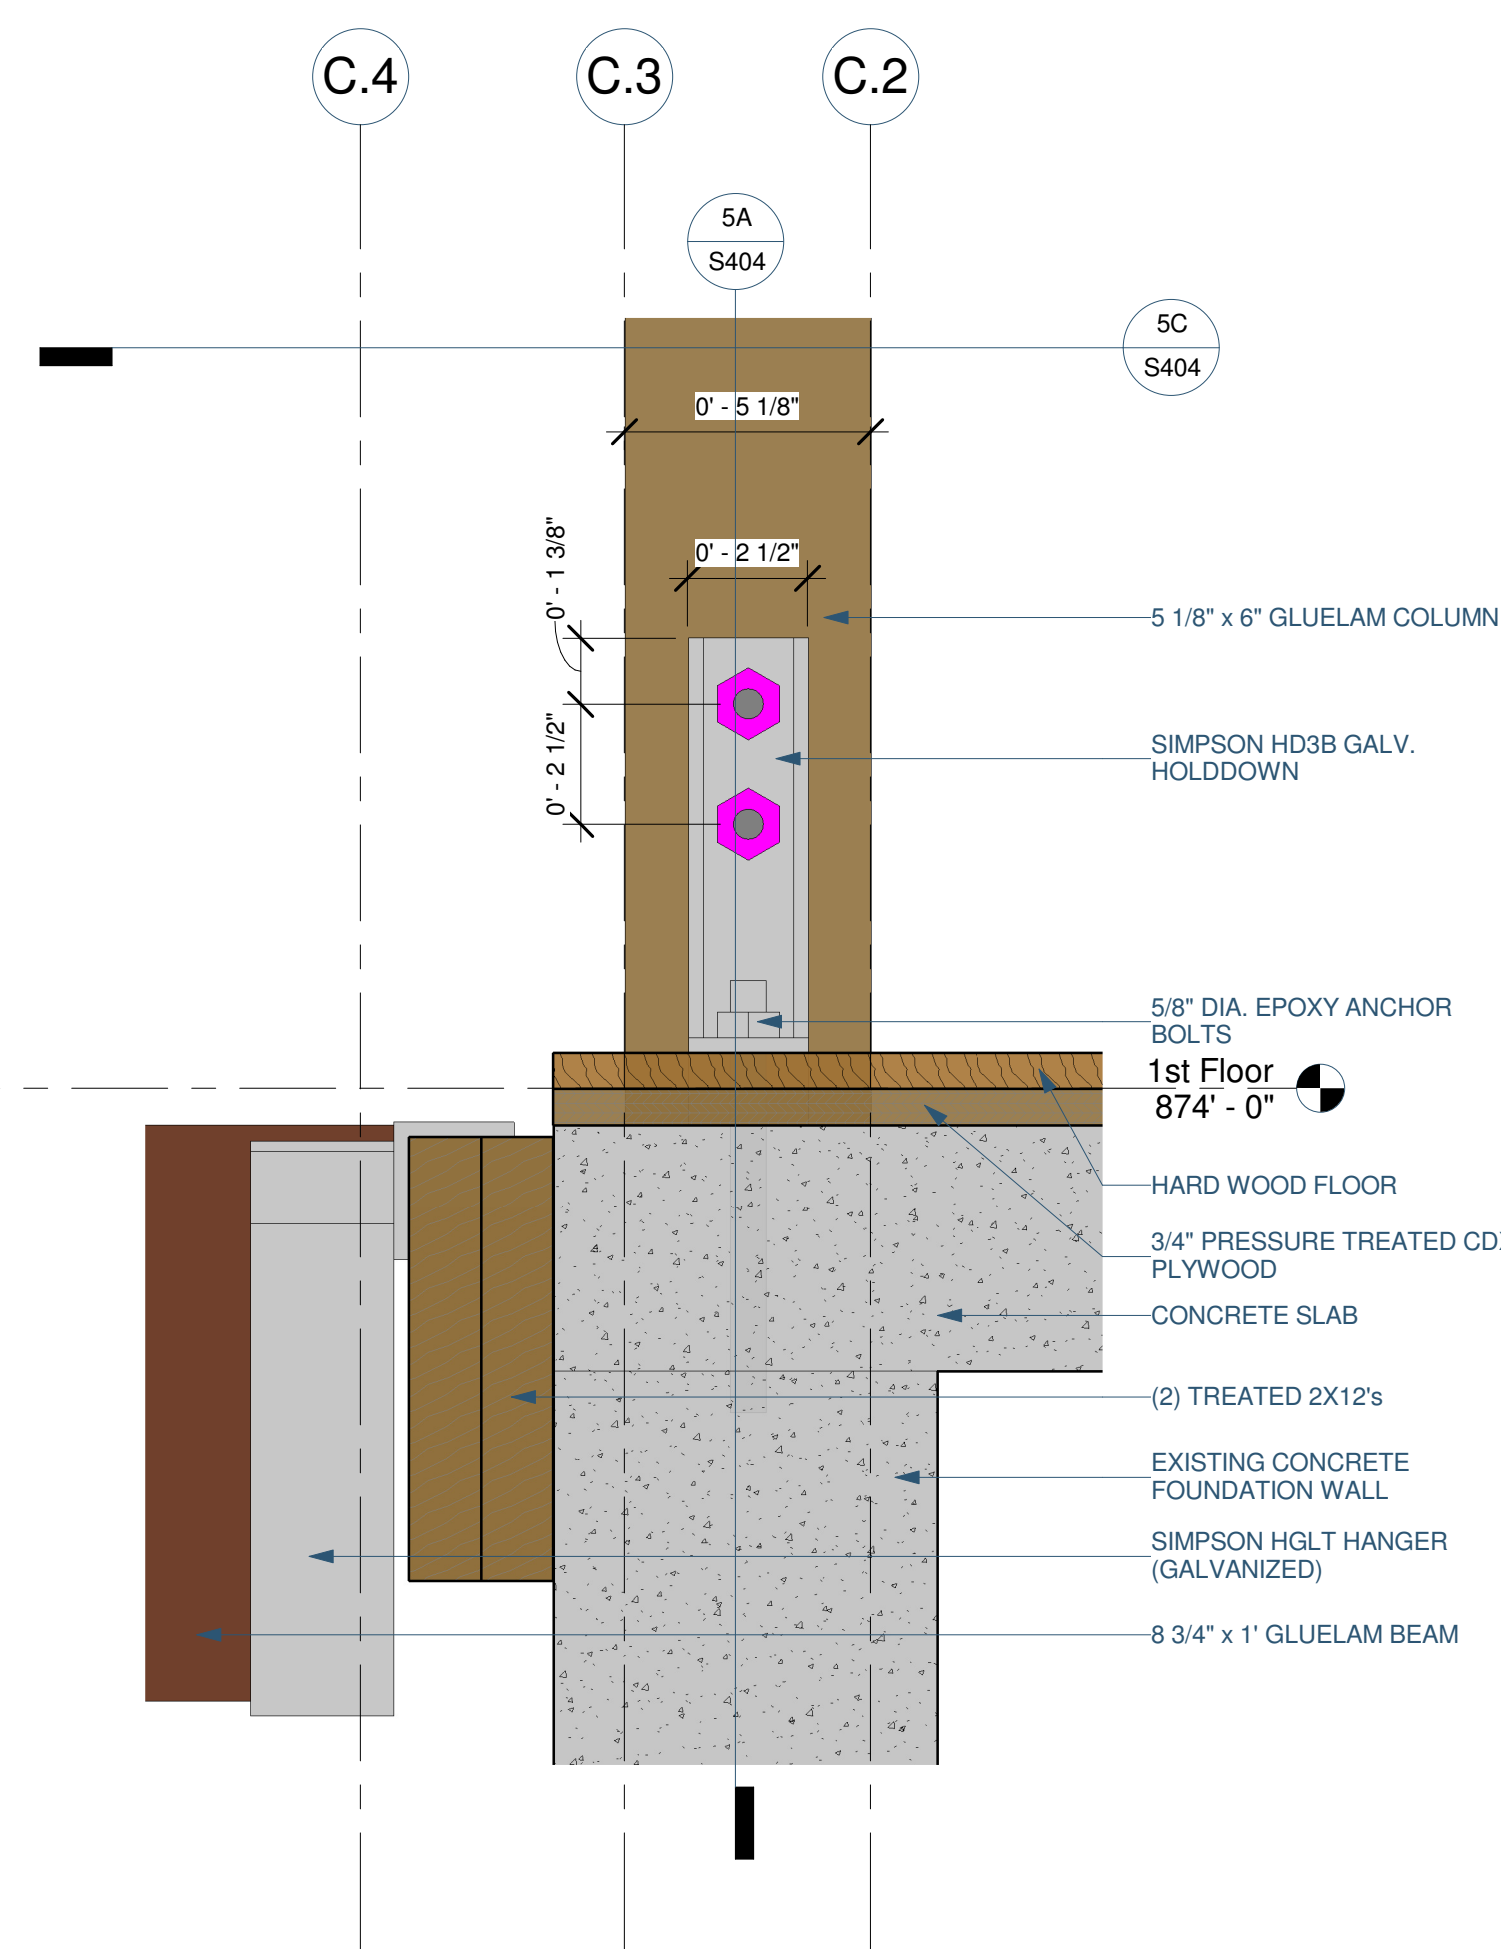 C.4
C.3
C.2
5A
S404
5C
S404
0' - 5 1/8"
0' - 1 3/8"
0' - 2 1/2"
5 1/8" x 6" GLUELAM COLUMN
0' - 2 1/2"
SIMPSON HD3B GALV.
HOLDDOWN
5/8" DIA. EPOXY ANCHOR
BOLTS
1st Floor
874' - 0"
HARD WOOD FLOOR
3/4" PRESSURE TREATED
PLYWOOD
CONCRETE SLAB
(2) TREATED 2X12's
EXISTING CONCRETE
FOUNDATION WALL
SIMPSON HGLT HANGER
(GALVANIZED)
8 3/4" x 1' GLUELAM BEAM